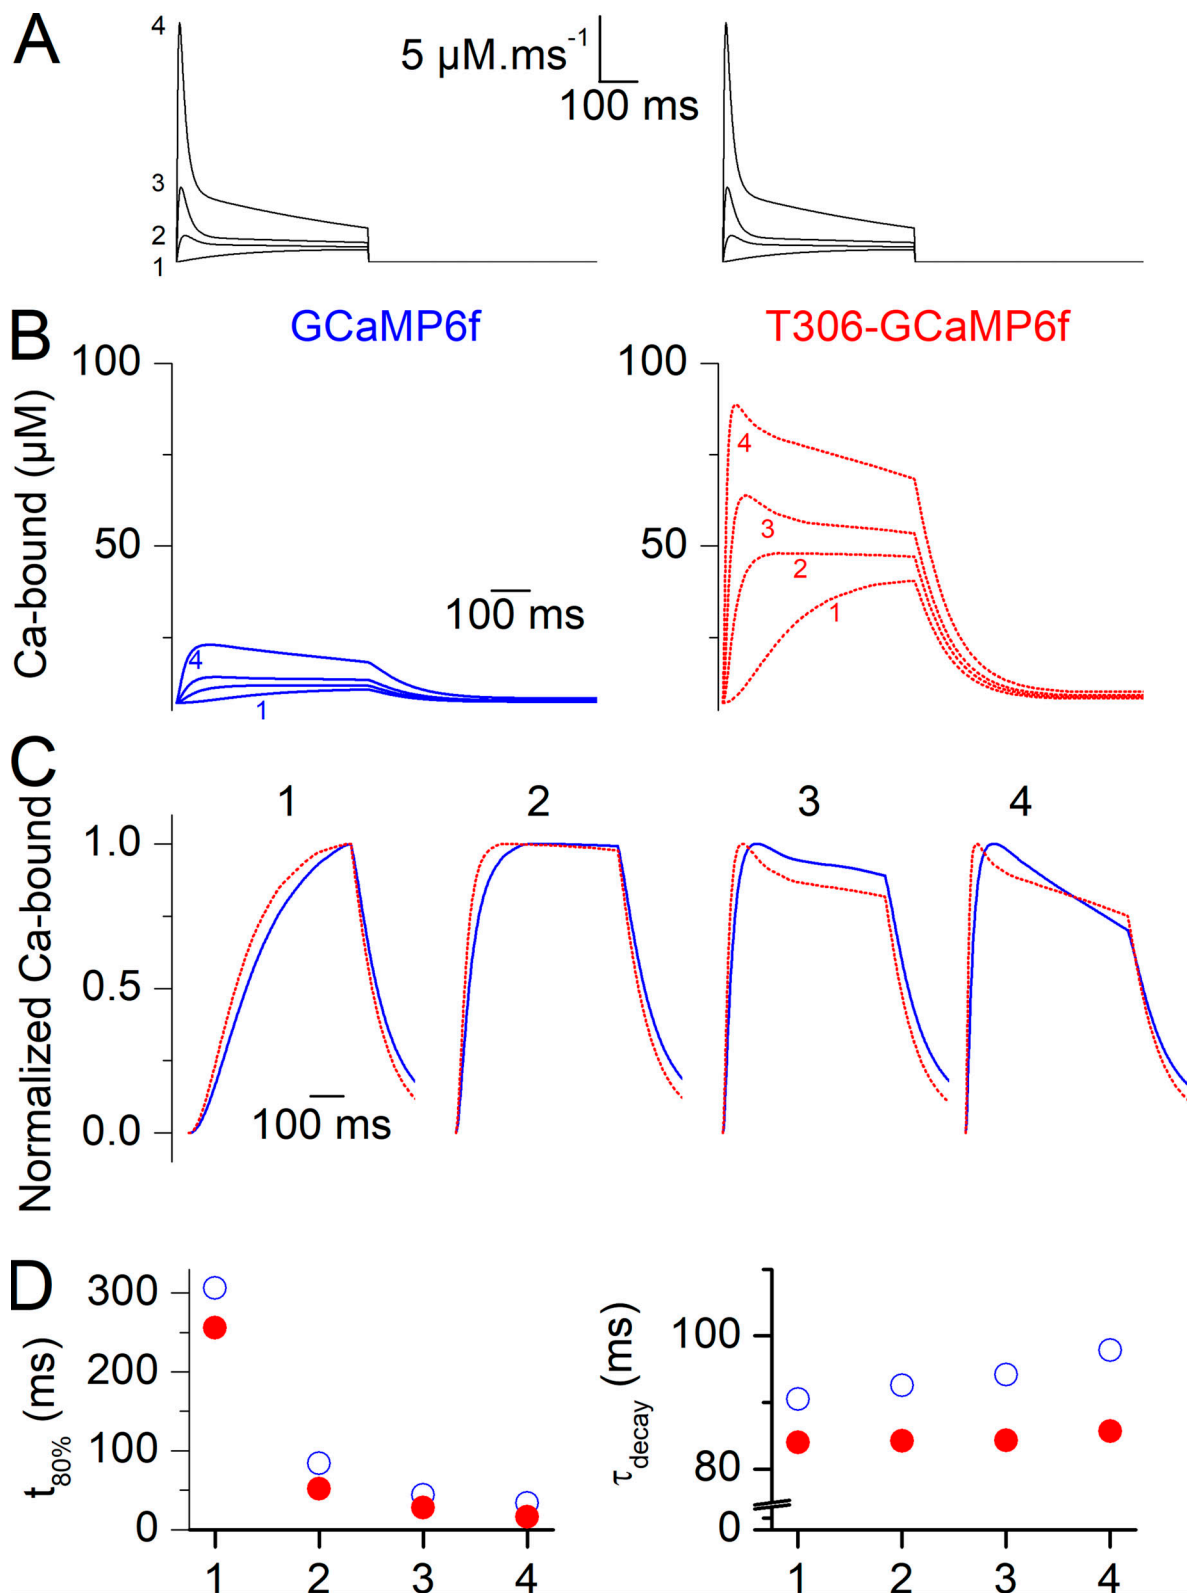 A
4
3
2
1
5 µM.ms-1
100 ms
B
GCaMP6f
T306-GCaMP6f
Ca-bound (µM)
100
50
4
1
100 ms
100
50
4
3
2
1
C
Normalized Ca-bound
1
2
3
4
1.0
0.5
0.0
100 ms
D
t80% (ms)
300
200
100
0
1
2
3
4
τdecay (ms)
100
80
0
1
2
3
4